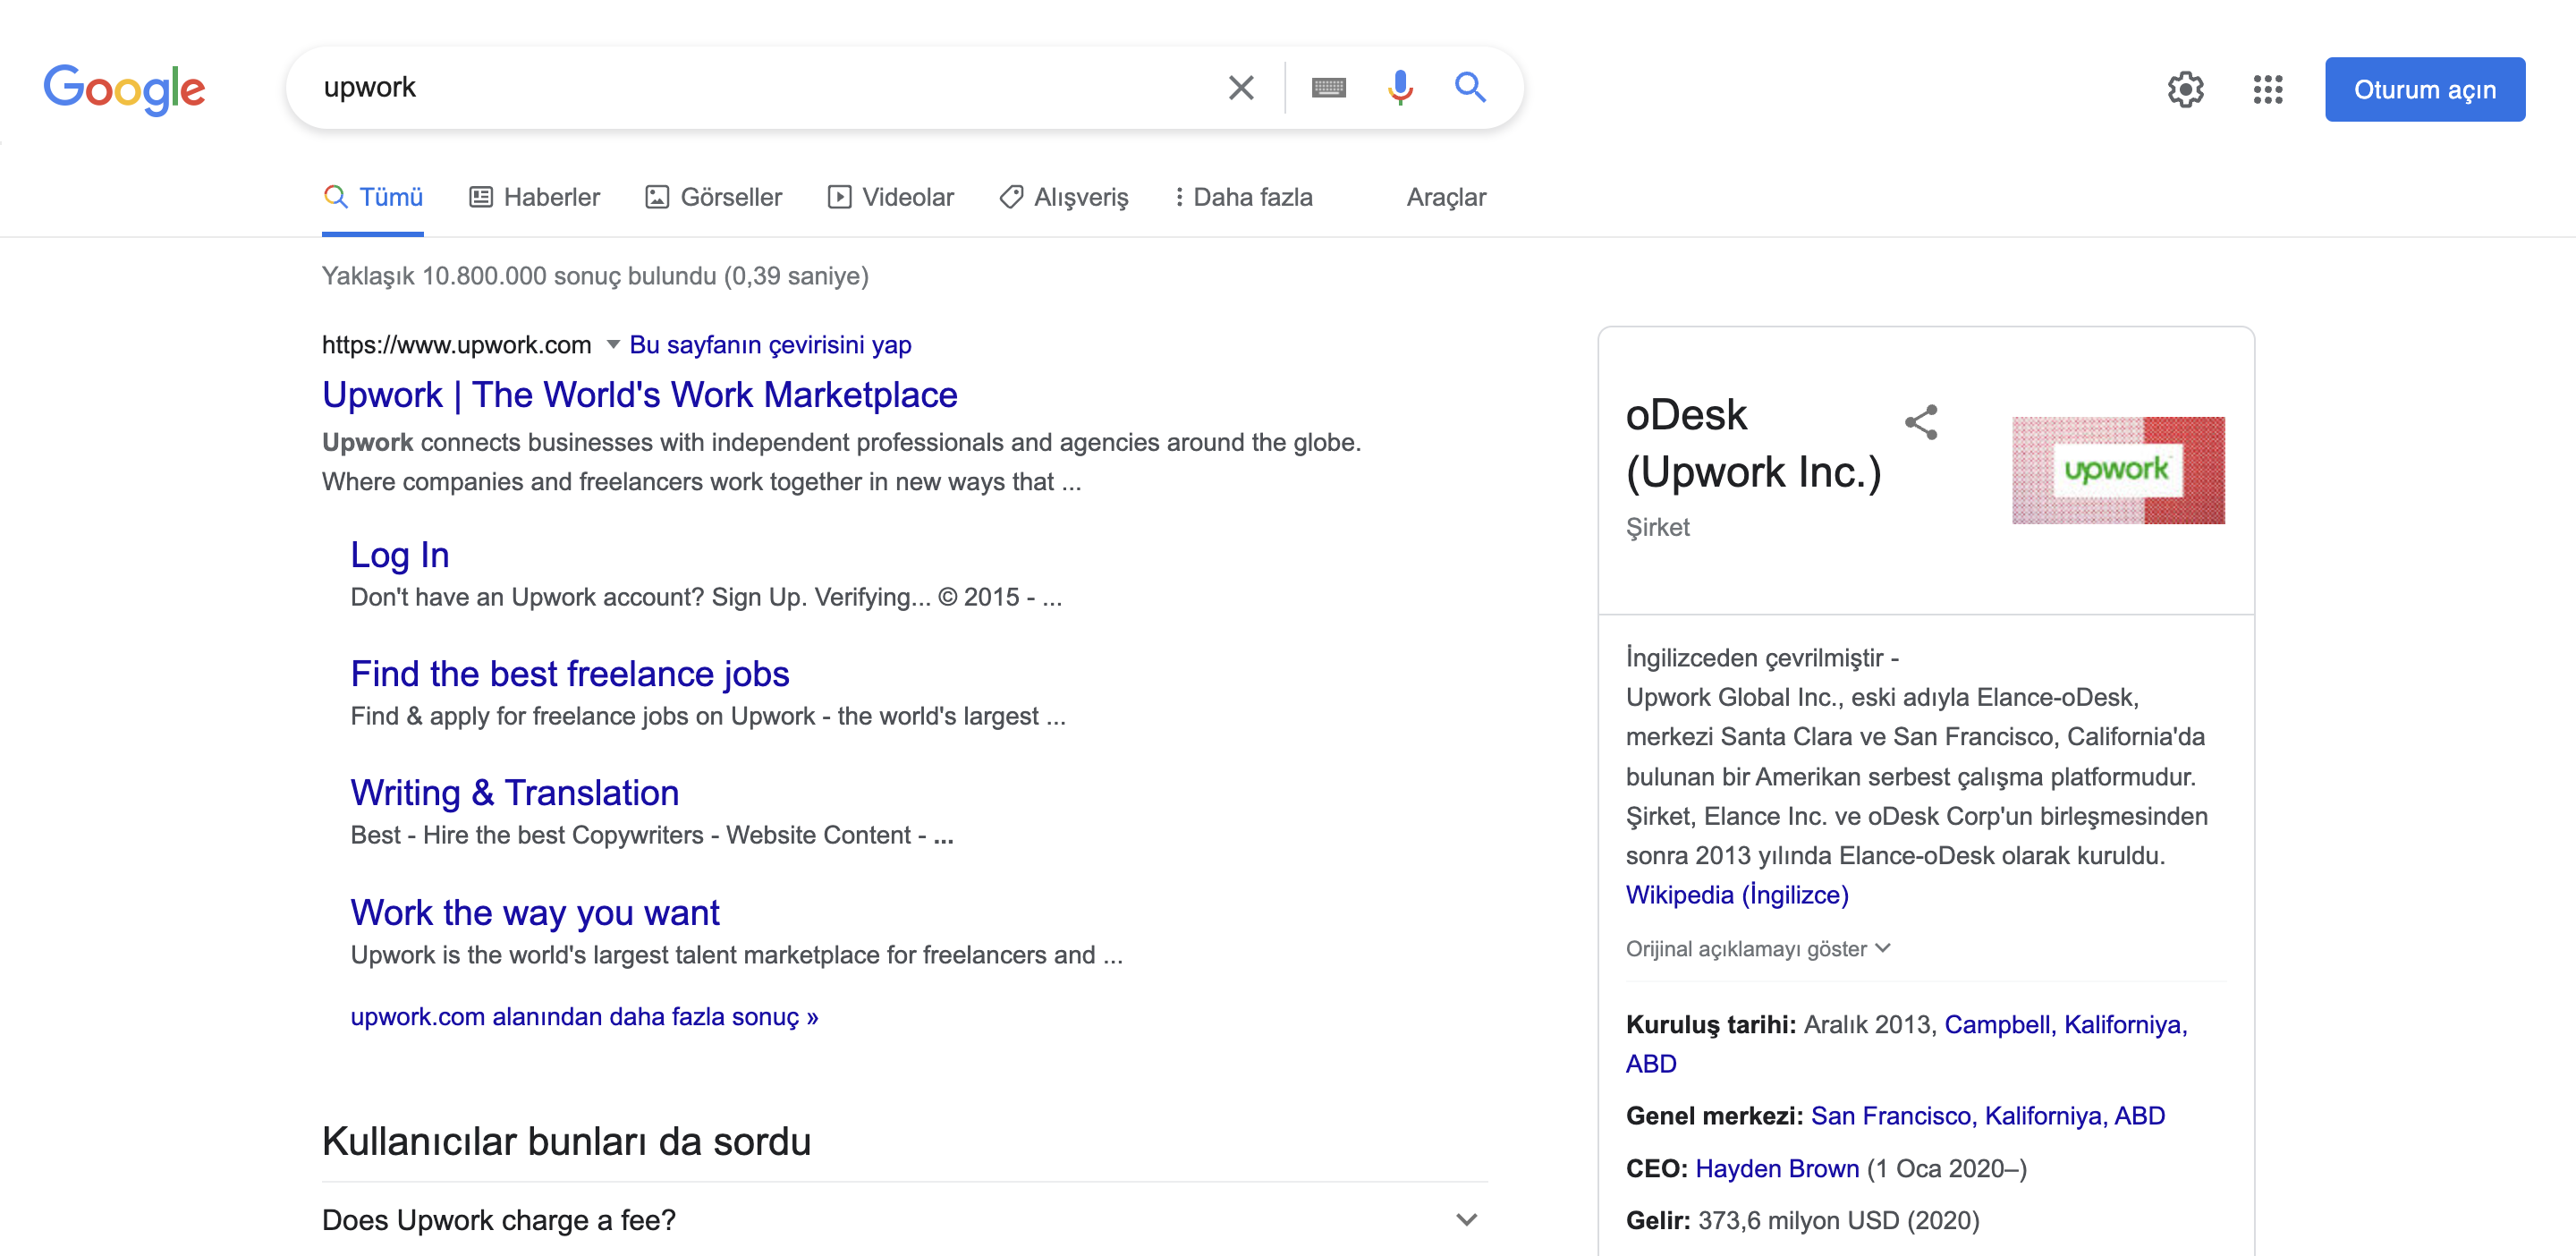 Google
upwork
Oturum açın
Tümü
Haberler
Görseller
Videolar
Alışveriş
Daha fazla
Araçlar
Yaklaşık 10.800.000 sonuç bulundu (0,39 saniye)
https://www.upwork.com Bu sayfanın çevirisini yap
Upwork | The World's Work Marketplace
Upwork connects businesses with independent professionals and agencies around the globe.
Where companies and freelancers work together in new ways that ...
Log In
Don't have an Upwork account? Sign Up. Verifying... © 2015 - ...
Find the best freelance jobs
Find & apply for freelance jobs on Upwork - the world's largest ...
Writing & Translation
Best - Hire the best Copywriters - Website Content - ...
Work the way you want
Upwork is the world's largest talent marketplace for freelancers and ...
upwork.com alanından daha fazla sonuç »
Kullanıcılar bunları da sordu
Does Upwork charge a fee?
oDesk
(Upwork Inc.)
Şirket
upwork
İngilizceden çevrilmiştir -
Upwork Global Inc., eski adıyla Elance-oDesk,
merkezi Santa Clara ve San Francisco, California'da
bulunan bir Amerikan serbest çalışma platformudur.
Şirket, Elance Inc. ve oDesk Corp'un birleşmesinden
sonra 2013 yılında Elance-oDesk olarak kuruldu.
Wikipedia (İngilizce)
Orijinal açıklamayı göster
Kuruluş tarihi: Aralık 2013, Campbell, Kaliforniya,
ABD
Genel merkezi: San Francisco, Kaliforniya, ABD
CEO: Hayden Brown (1 Oca 2020–)
Gelir: 373,6 milyon USD (2020)